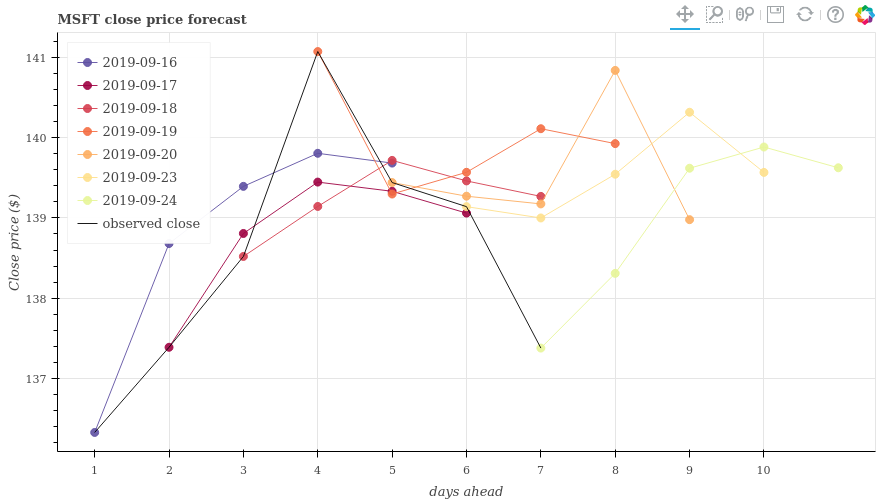 MSFT close price forecast
2019-09-16
2019-09-17
2019-09-18
2019-09-19
2019-09-20
2019-09-23
2019-09-24
observed close
Close price ($)
141
140
139
138
137
1 2 3 4 5 6 7 8 9 10
days ahead